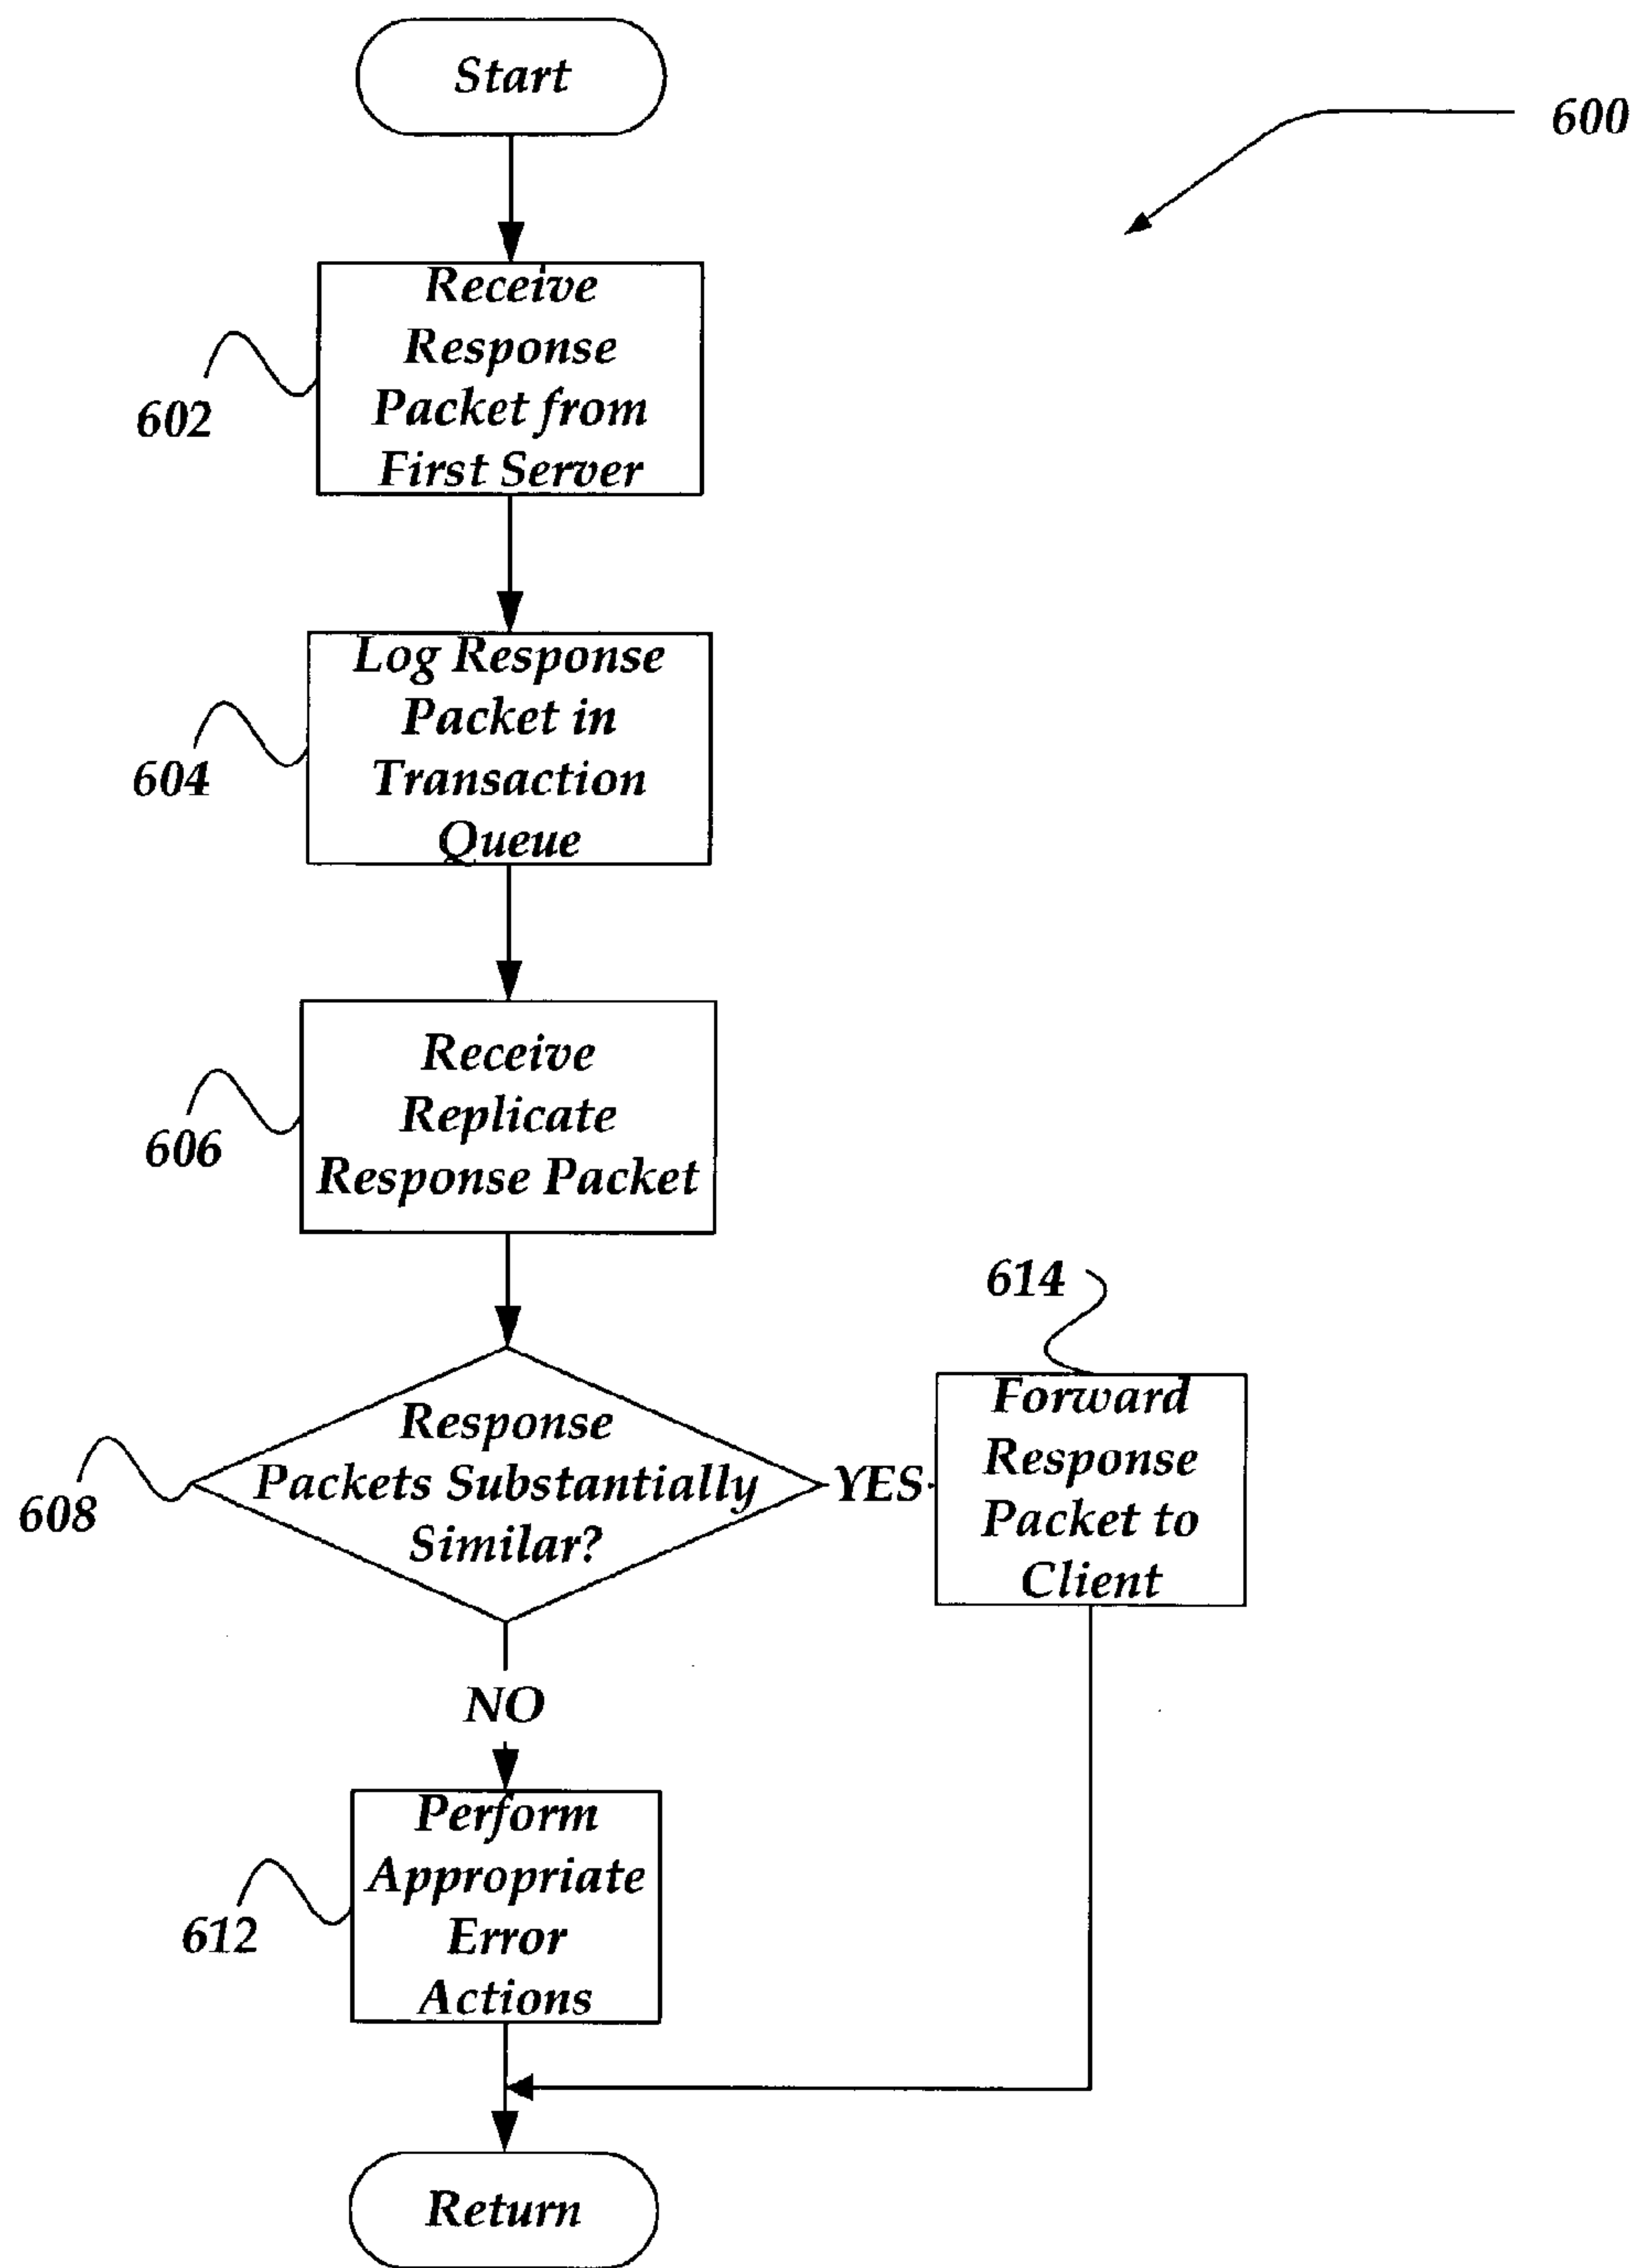 Start
600
Receive
Response
Packet from
First Server
602
Log Response
Packet in
Transaction
Queue
604
Receive
Replicate
Response Packet
606
614
Response
Packets Substantially
Similar?
608
YES
Forward
Response
Packet to
Client
NO
Perform
Appropriate
Error
Actions
612
Return